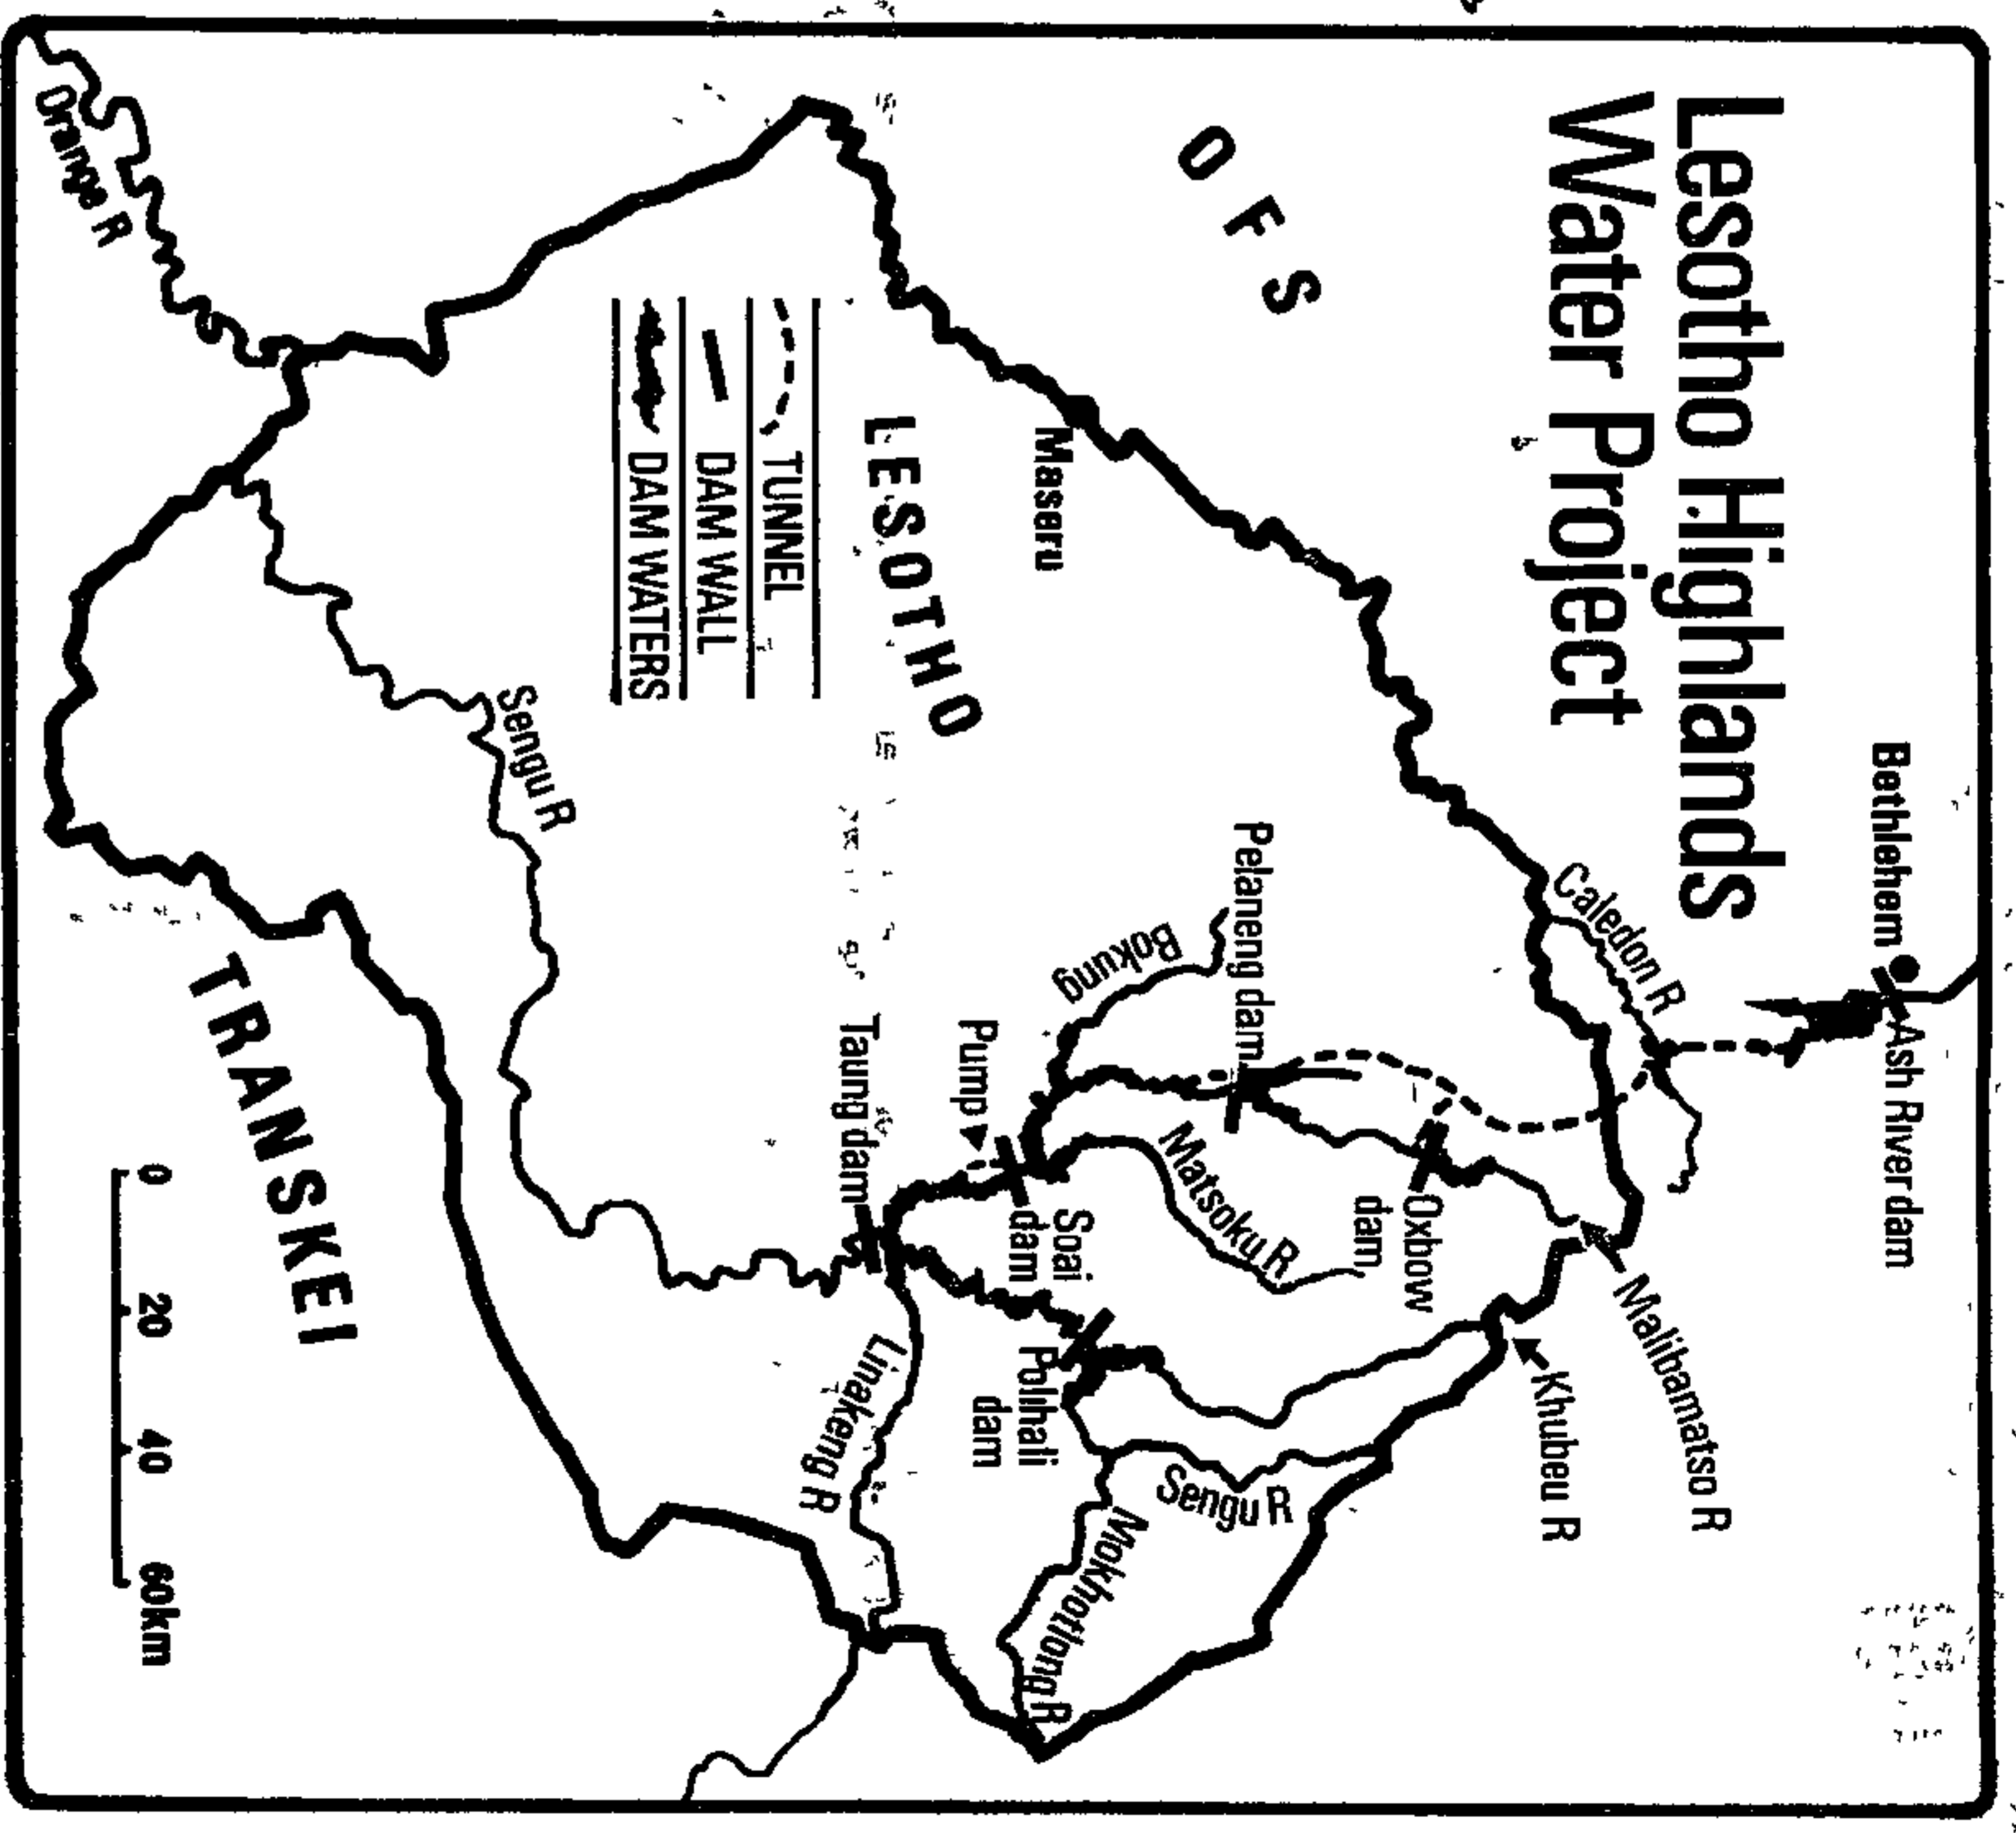 Lesotho Highlands
Water Project
Bethlehem
Ash River dam
OFS
Caledon R
Malibamatso R
Khubeu R
Oxbow
dam
Pelaneng dam
Matsoku R
Bokung
Sengu R
Maseru
Soai
dam
Polihali
dam
Mokhotlong R
Pump
LESOTHO
Taung dam
Linakeng R
TUNNEL
DAM WALL
DAM WATERS
Sengu R
TRANSKEI
Orange R
0 20 40 60km